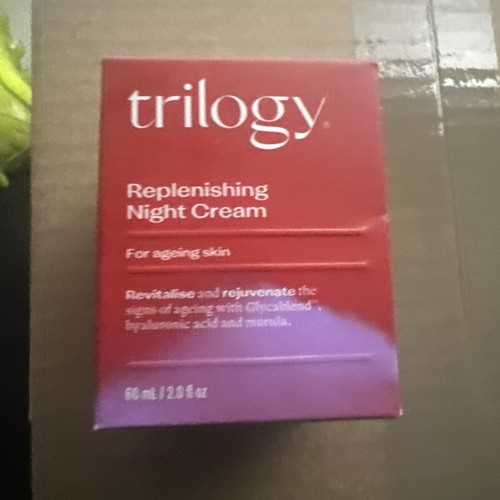 trilogy
Replenishing
Night Cream
For ageing skin
Revitalise and rejuvenate the
signs of ageing with Glycablend™,
hyaluronic acid and marula.
60 mL / 2.0 fl oz